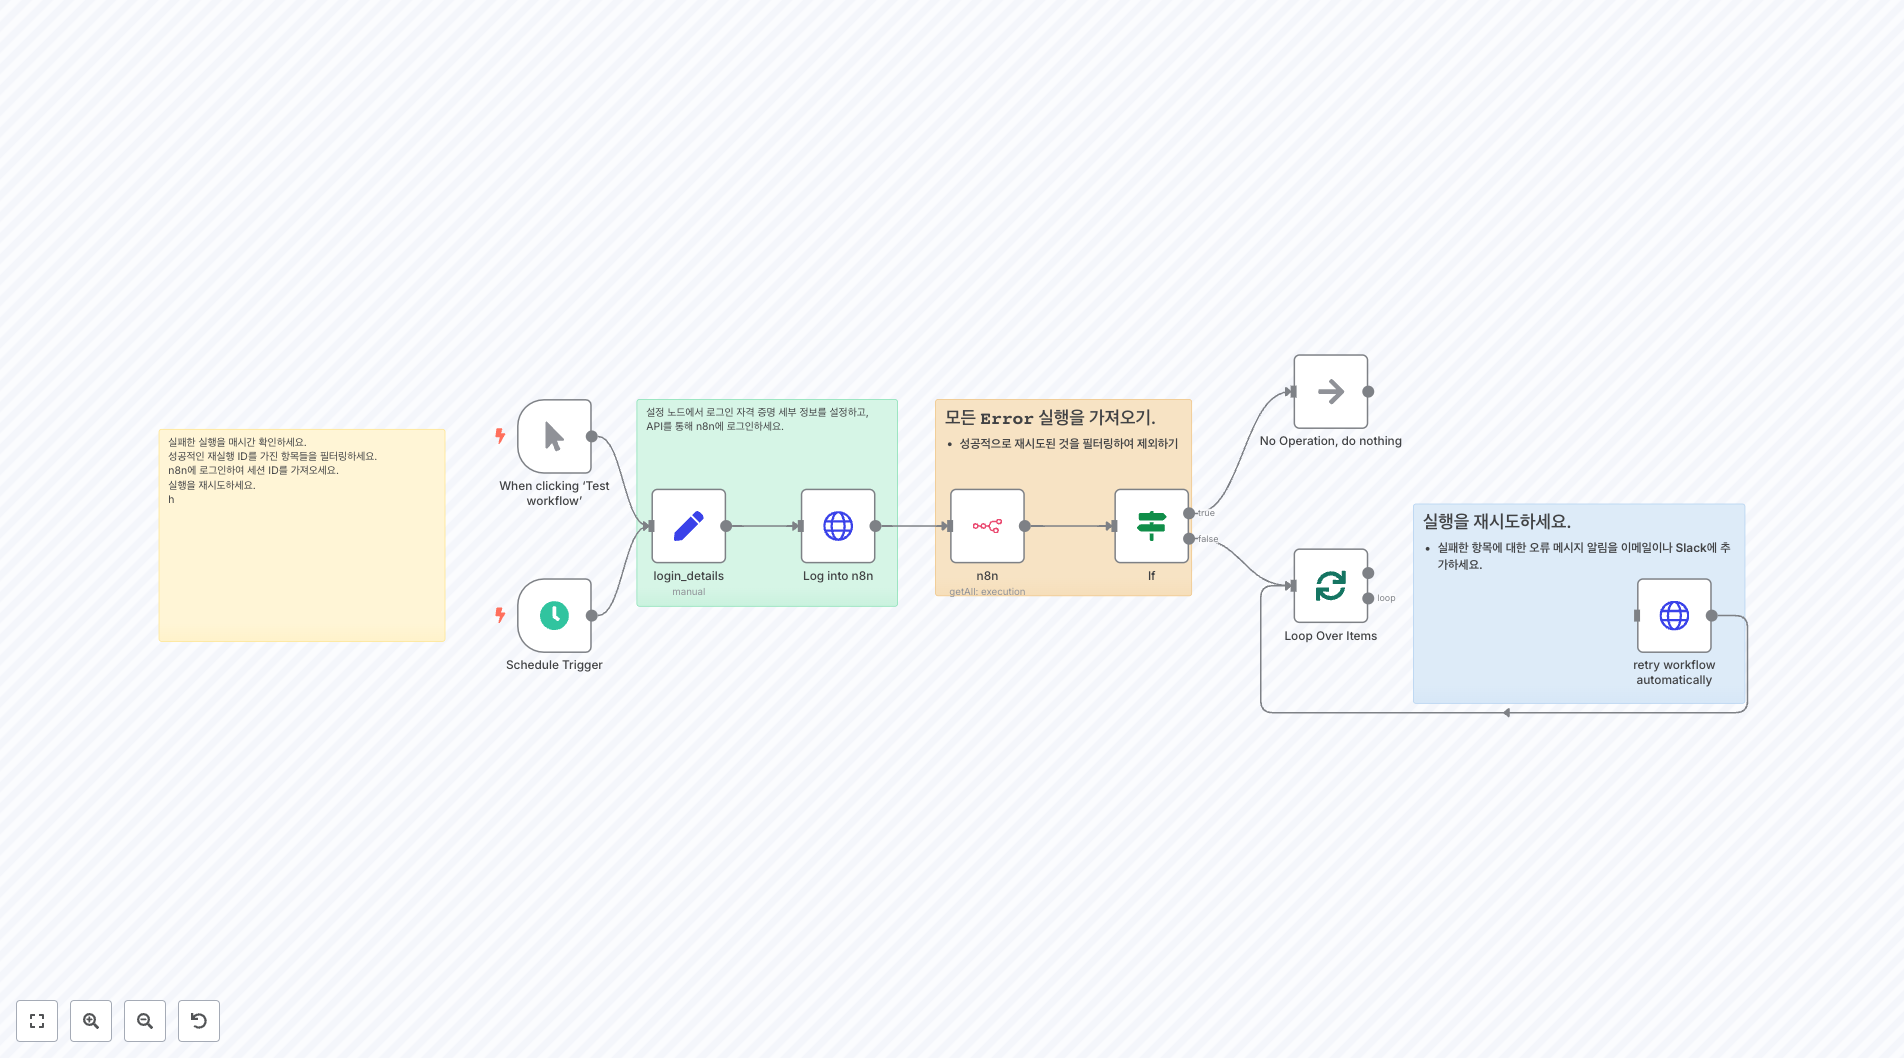 실패한 실행을 매시간 확인하세요.
성공적인 재실행 ID를 가진 항목들을 필터링하세요.
n8n에 로그인하여 세션 ID를 가져오세요.
실행을 재시도하세요.
h
When clicking ‘Test
workflow’
Schedule Trigger
설정 노드에서 로그인 자격 증명 세부 정보를 설정하고,
API를 통해 n8n에 로그인하세요.
login_details
manual
Log into n8n
모든 Error 실행을 가져오기.
• 성공적으로 재시도된 것을 필터링하여 제외하기
n8n
getAll: execution
If
true
false
No Operation, do nothing
Loop Over Items
loop
실행을 재시도하세요.
• 실패한 항목에 대한 오류 메시지 알림을 이메일이나 Slack에 추
가하세요.
retry workflow
automatically